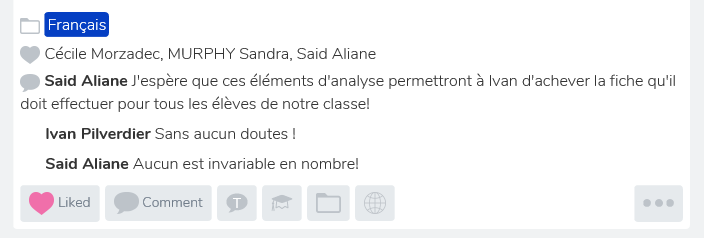 Français
Cécile Morzadec, MURPHY Sandra, Said Aliane
Said Aliane J'espère que ces éléments d'analyse permettront à Ivan d'achever la fiche qu'il
doit effectuer pour tous les élèves de notre classe!
Ivan Pilverdier Sans aucun doutes !
Said Aliane Aucun est invariable en nombre!
Liked Comment T